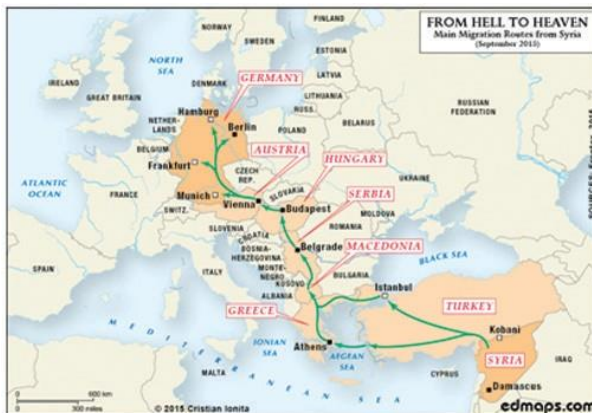 FROM HELL TO HEAVEN
Main Migration Routes from Syria
(September 2015)
NORWAY
FINLAND
SWEDEN
ESTONIA
NORTH
SEA
LATVIA
DENMARK
LITHUANIA
RUSS.
RUSSIAN
FEDERATION
IRELAND
GREAT BRITAIN
GERMANY
Hamburg
NETHER-
LANDS
Berlin
POLAND
BELARUS
BELGIUM
AUSTRIA
HUNGARY
Frankfurt
CZECH
REP.
UKRAINE
ATLANTIC
OCEAN
SLOVAKIA
SERBIA
FRANCE
Munich
Vienna
Budapest
MOLDOVA
SWITZ.
SLOVENIA
CROATIA
ROMANIA
MACEDONIA
BOSNIA-
HERZEGOVINA
Belgrade
ITALY
MONTE-
NEGRO
KOSOVO
BULGARIA
BLACK SEA
SPAIN
ALBANIA
Istanbul
GREECE
TURKEY
Kobani
IONIAN
SEA
Athens
AEGEAN
SEA
SYRIA
IRAQ
MEDITERRANEAN SEA
MALTA
CYPRUS
Damascus
0 600 km
0 300 miles
© 2015 Cristian Ionita
edmaps.com